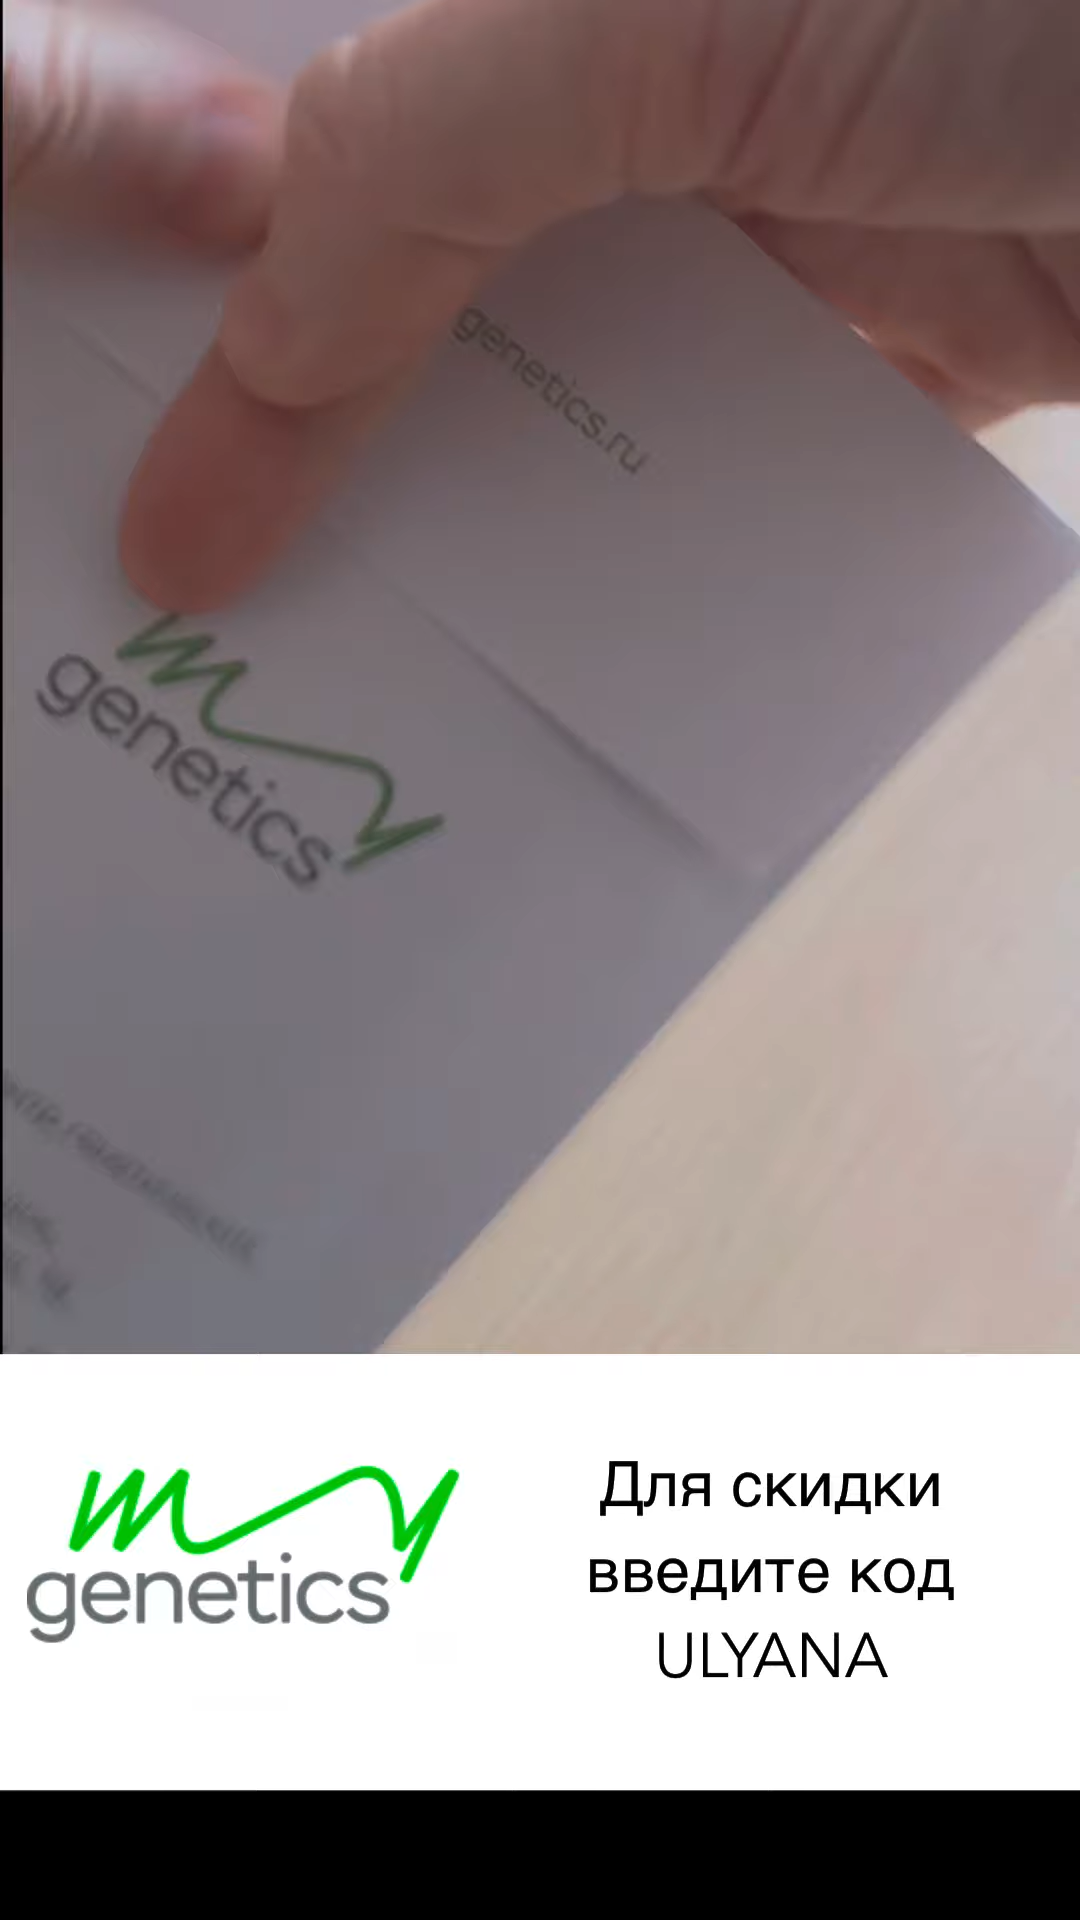 genetics.ru
my
genetics
my
genetics
Для скидки
введите код
ULYANA